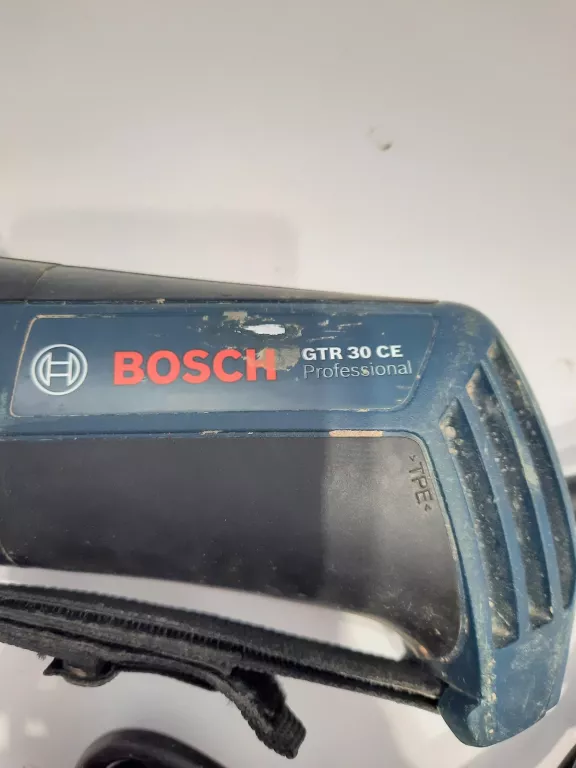 BOSCH
GTR 30 CE
Professional
>TPE<